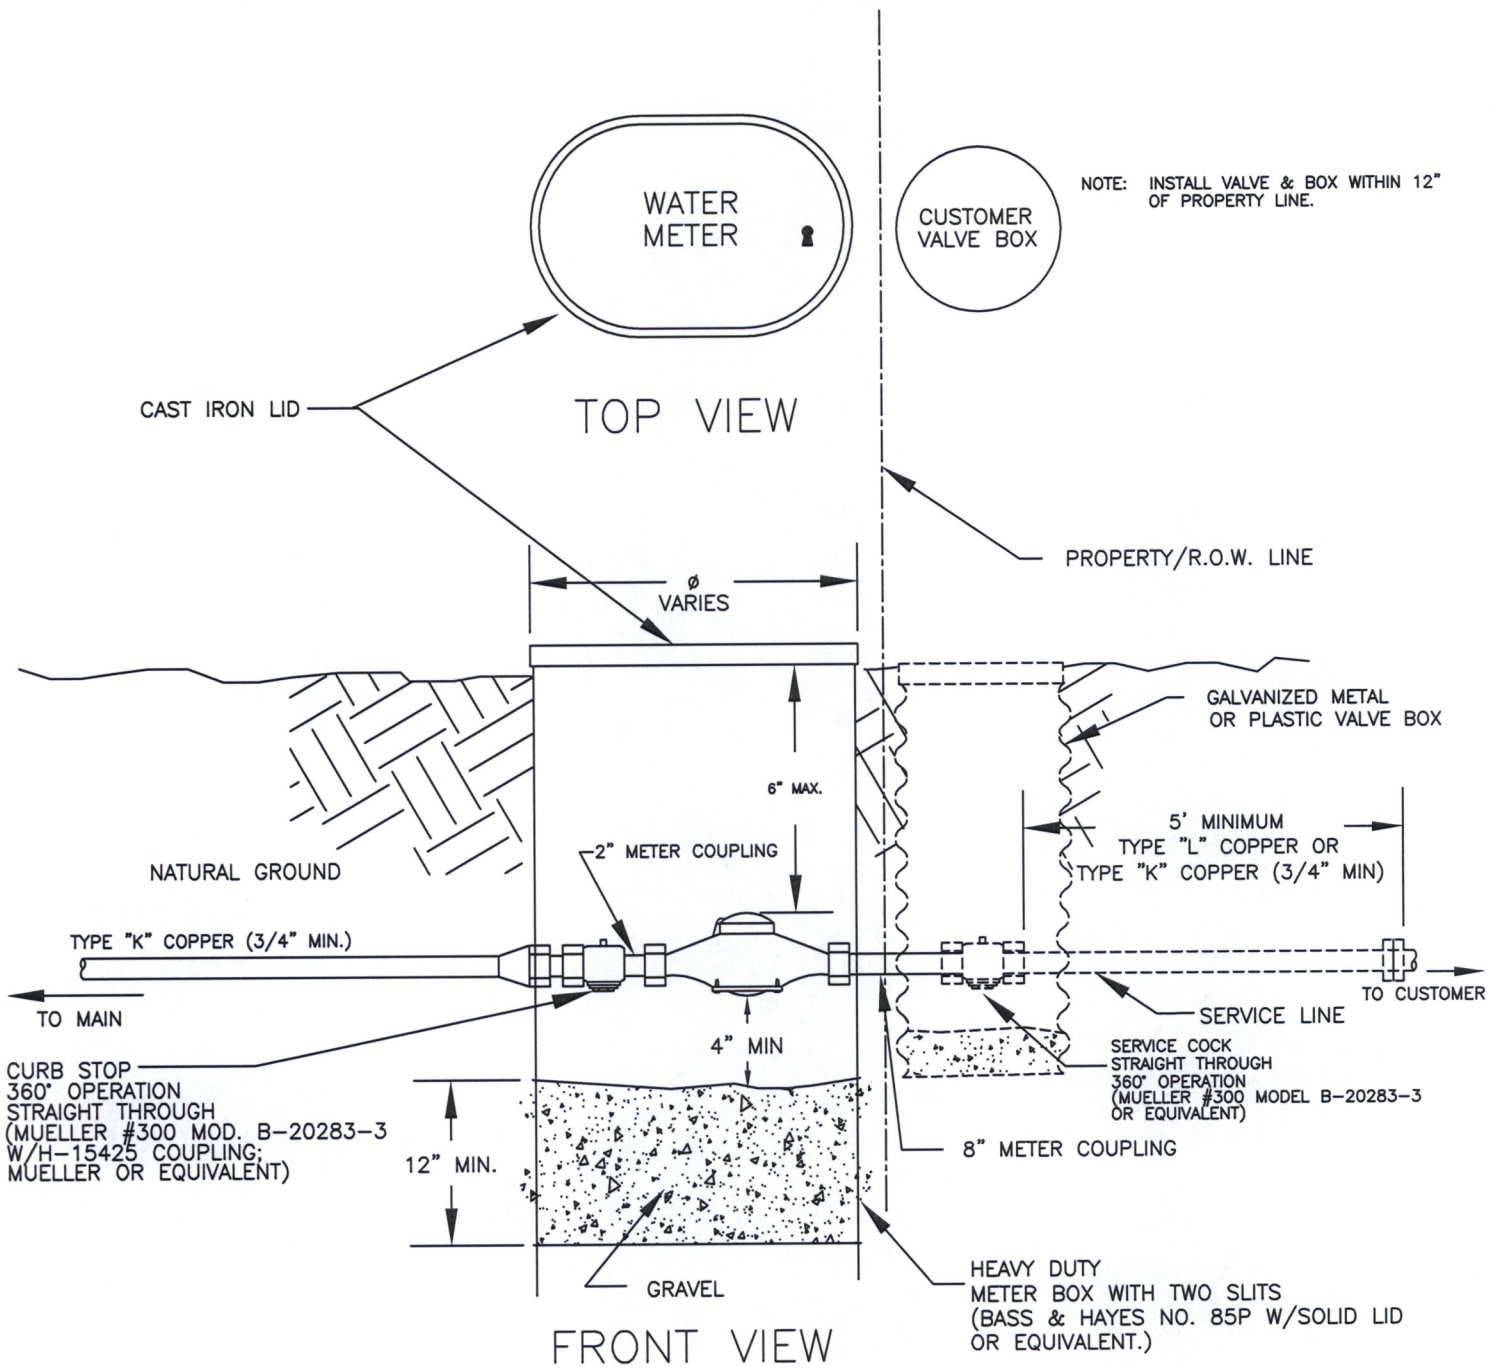 WATER
METER
CUSTOMER
VALVE BOX
NOTE: INSTALL VALVE & BOX WITHIN 12"
OF PROPERTY LINE.
CAST IRON LID
TOP VIEW
PROPERTY/R.O.W. LINE
ø
VARIES
GALVANIZED METAL
OR PLASTIC VALVE BOX
6" MAX.
5' MINIMUM
TYPE "L" COPPER OR
TYPE "K" COPPER (3/4" MIN)
2" METER COUPLING
NATURAL GROUND
TYPE "K" COPPER (3/4" MIN.)
TO MAIN
TO CUSTOMER
SERVICE LINE
4" MIN
CURB STOP
360° OPERATION
STRAIGHT THROUGH
(MUELLER #300 MOD. B-20283-3
W/H-15425 COUPLING;
MUELLER OR EQUIVALENT)
SERVICE COCK
STRAIGHT THROUGH
360° OPERATION
(MUELLER #300 MODEL B-20283-3
OR EQUIVALENT)
8" METER COUPLING
12" MIN.
GRAVEL
HEAVY DUTY
METER BOX WITH TWO SLITS
(BASS & HAYES NO. 85P W/SOLID LID
OR EQUIVALENT.)
FRONT VIEW